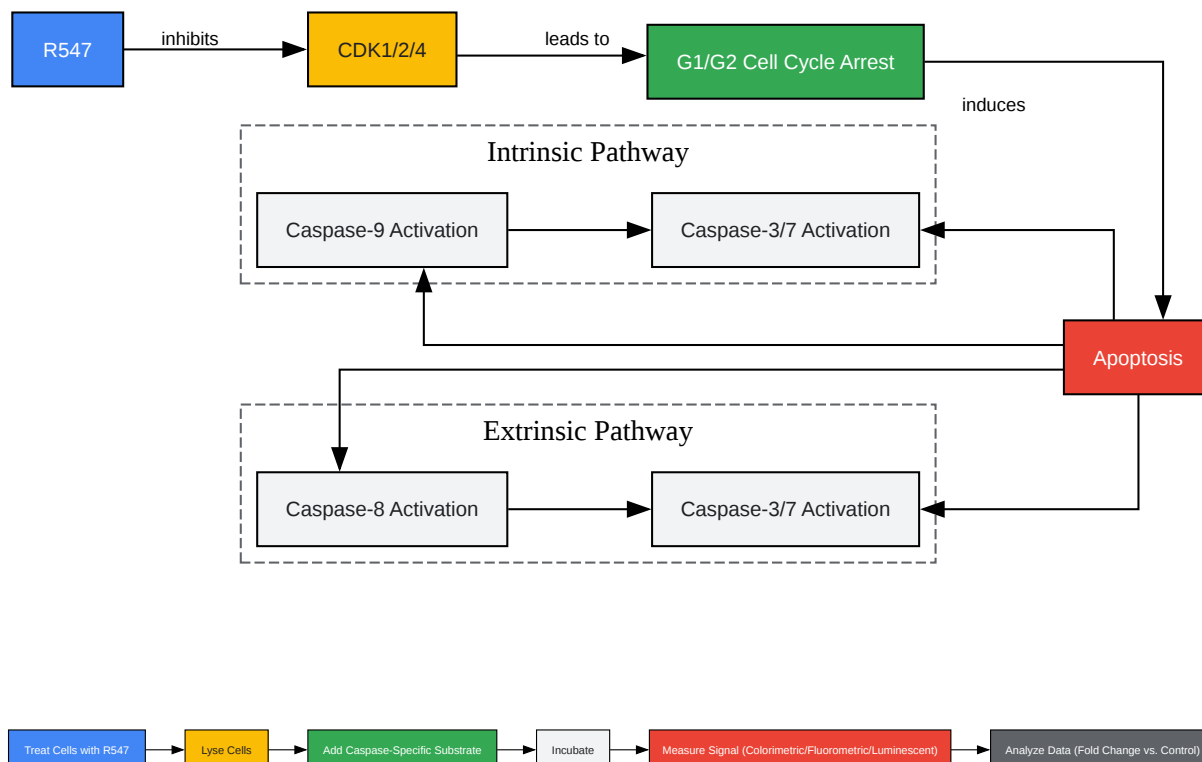 R547
inhibits
CDK1/2/4
leads to
G1/G2 Cell Cycle Arrest
induces
Intrinsic Pathway
Caspase-9 Activation
Caspase-3/7 Activation
Apoptosis
Extrinsic Pathway
Caspase-8 Activation
Caspase-3/7 Activation
Treat Cells with R547
Lyse Cells
Add Caspase-Specific Substrate
Incubate
Measure Signal (Colorimetric/Fluorometric/Luminescent)
Analyze Data (Fold Change vs. Control)